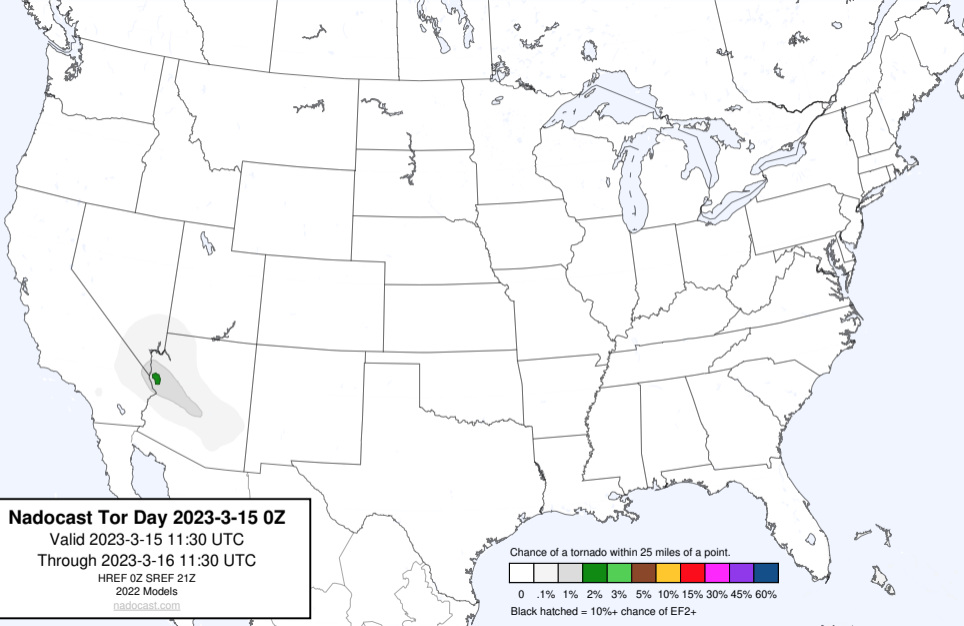 Nadocast Tor Day 2023-3-15 0Z
Valid 2023-3-15 11:30 UTC
Through 2023-3-16 11:30 UTC
HREF 0Z SREF 21Z
2022 Models
nadocast.com
Chance of a tornado within 25 miles of a point.
0 .1% 1% 2% 3% 5% 10% 15% 30% 45% 60%
Black hatched = 10%+ chance of EF2+